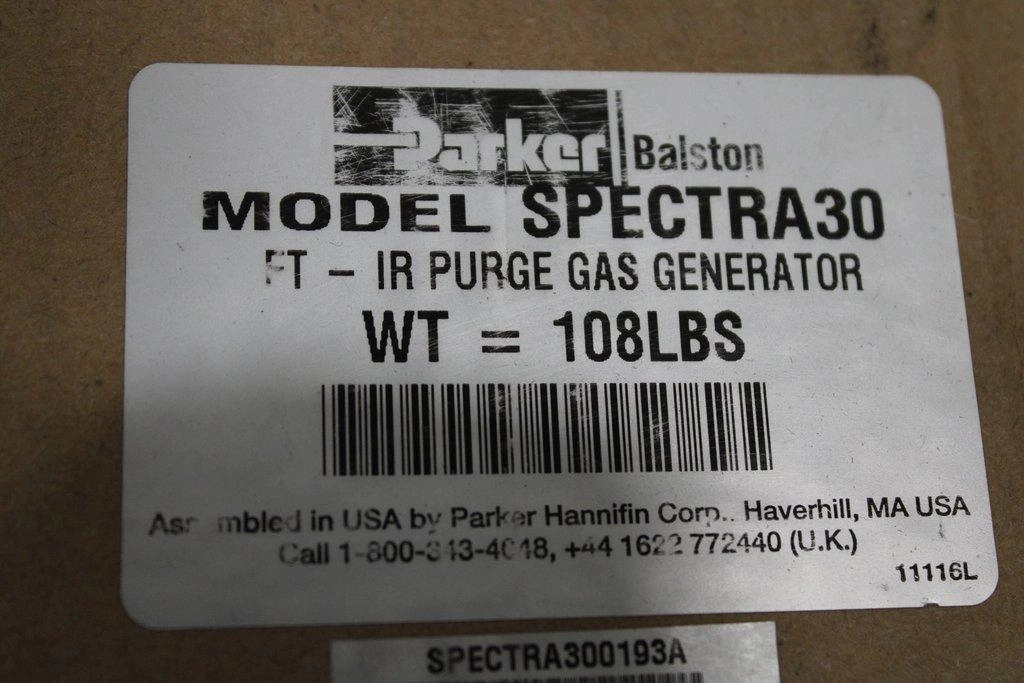 Parker Balston
MODEL SPECTRA30
FT – IR PURGE GAS GENERATOR
WT = 108LBS
Assembled in USA by Parker Hannifin Corp.. Haverhill, MA USA
Call +44 1622 772440 (U.K.)
11116L
SPECTRA300193A